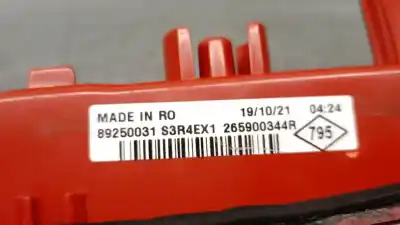 MADE IN RO 19/10/21 04:24
89250031 S3R4EX1 265900344R
795